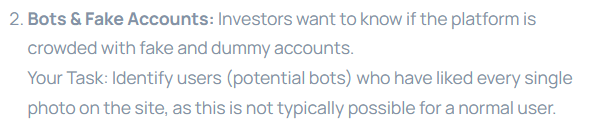 2. Bots & Fake Accounts: Investors want to know if the platform is
crowded with fake and dummy accounts.
Your Task: Identify users (potential bots) who have liked every single
photo on the site, as this is not typically possible for a normal user.